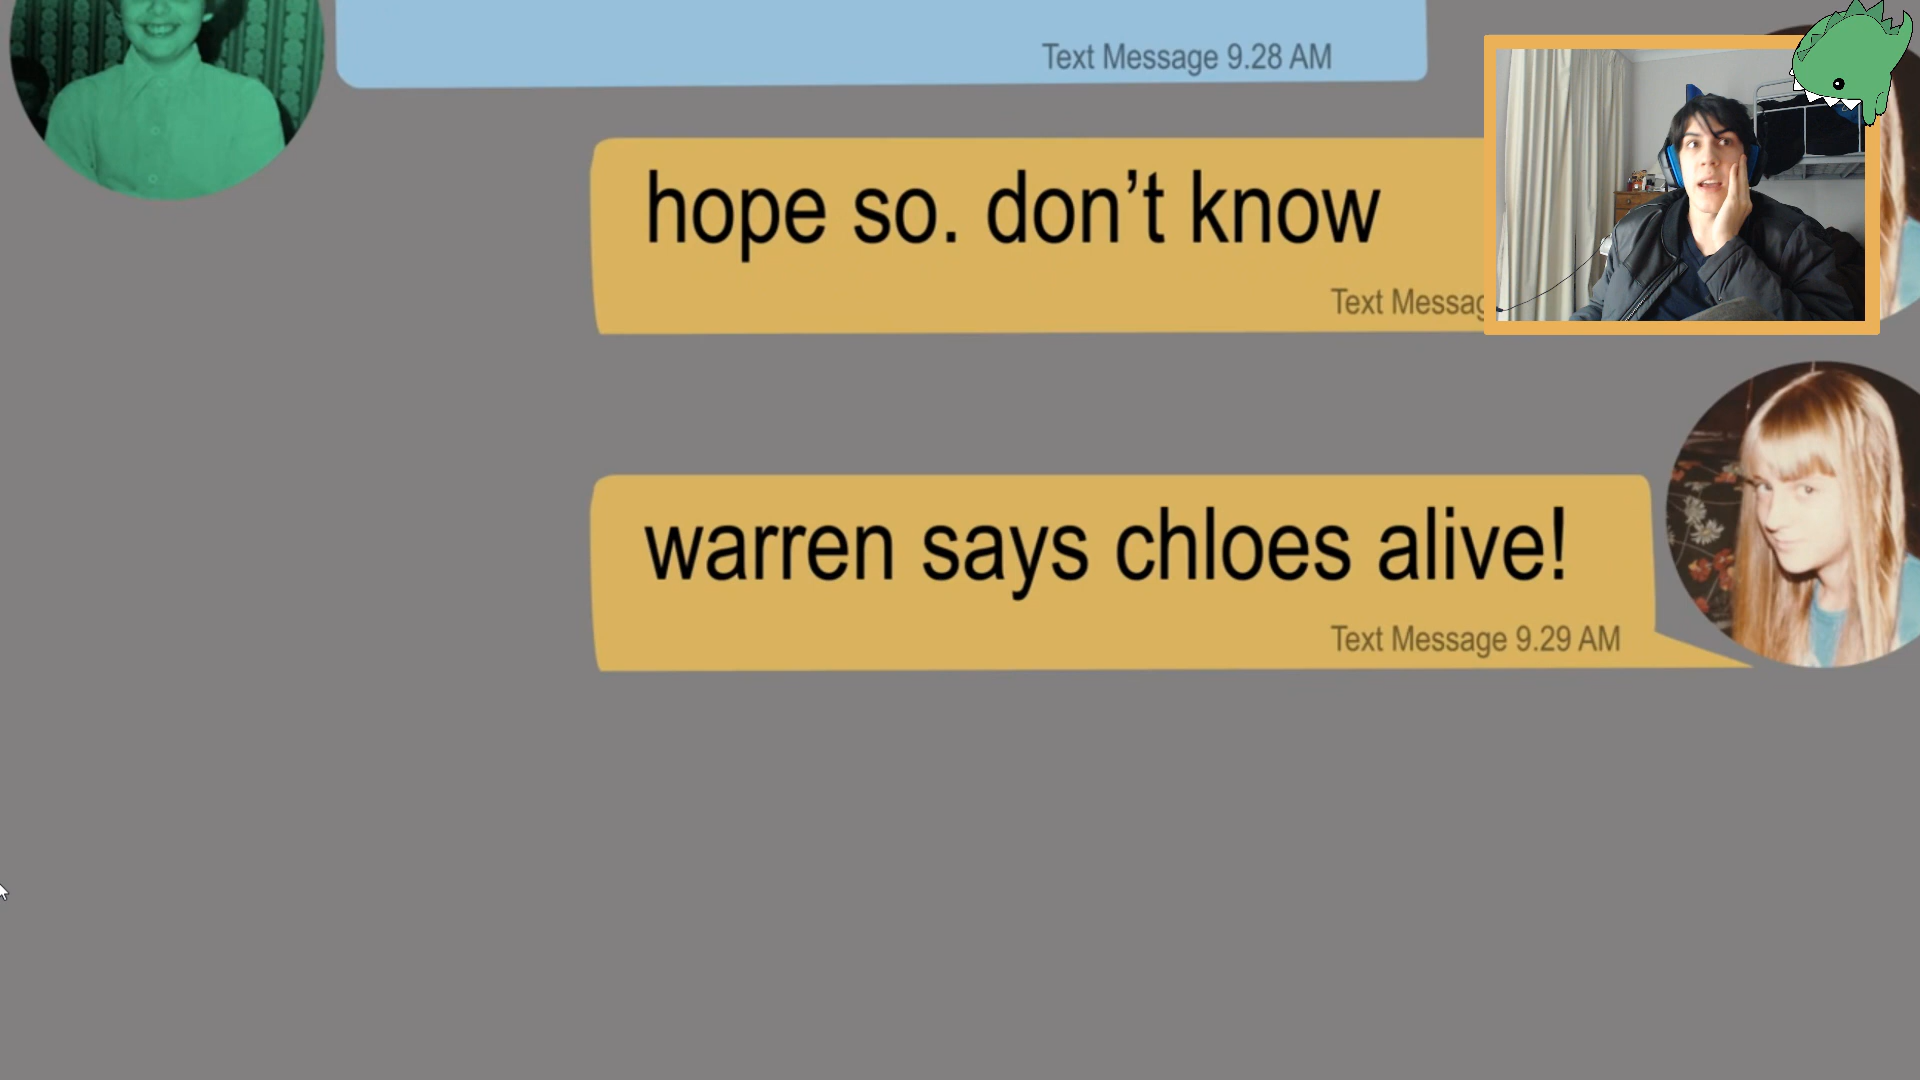 Text Message 9.28 AM
hope so. don’t know
Text Messag
warren says chloes alive!
Text Message 9.29 AM